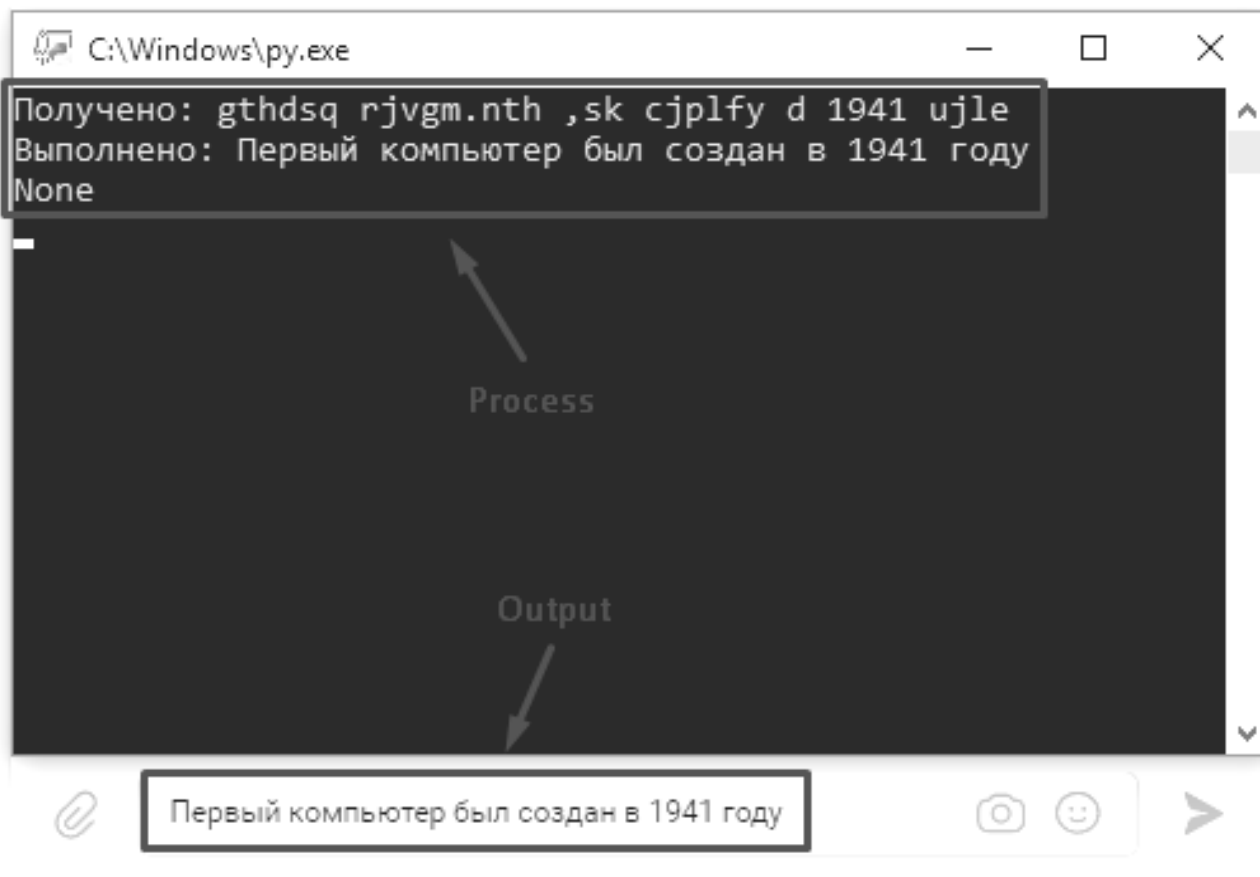 C:\Windows\py.exe
Получено: gthdsq rjvgm.nth ,sk cjplfy d 1941 ujle
Выполнено: Первый компьютер был создан в 1941 году
None
Process
Output
Первый компьютер был создан в 1941 году